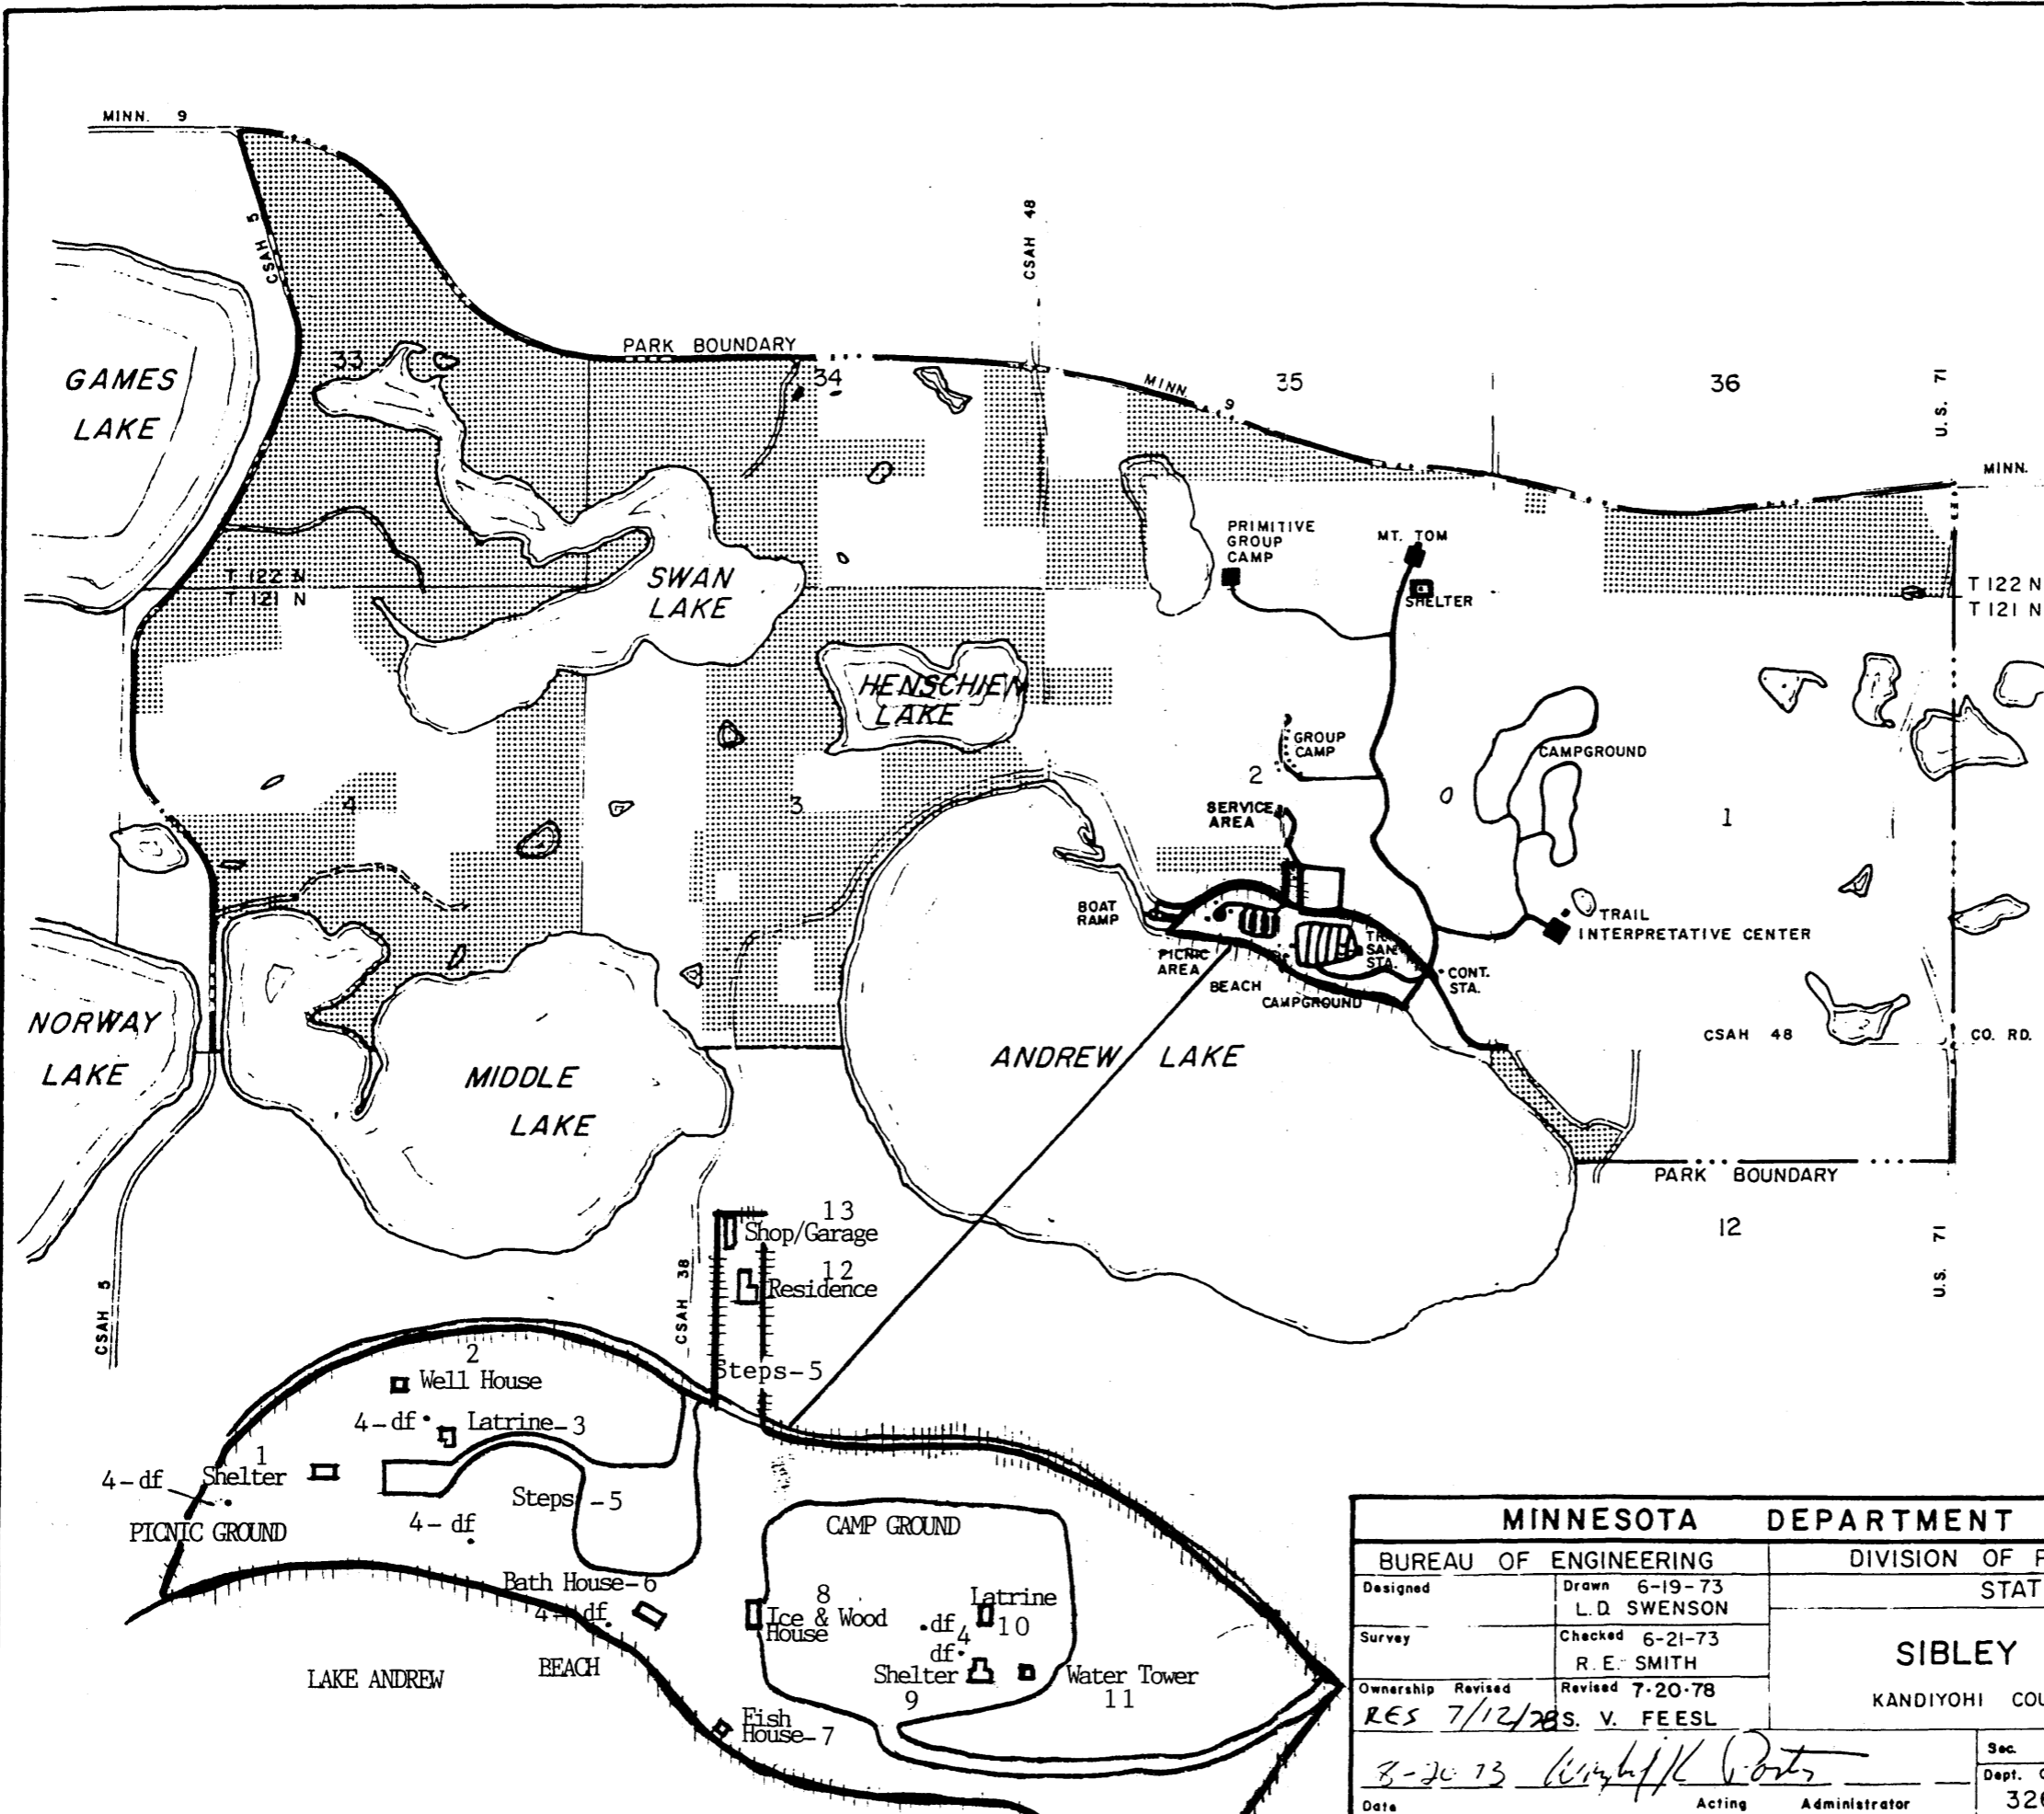 MINN. 9
CSAH 5
CSAH 48
PARK BOUNDARY
33
34
MINN. 9
35
36
U.S. 71
MINN.
GAMES
LAKE
T 122 N
T 121 N
SWAN
LAKE
PRIMITIVE
GROUP
CAMP
MT. TOM
SHELTER
T 122 N
T 121 N
HENSCHIEN
LAKE
GROUP
CAMP
CAMPGROUND
2
4
3
1
SERVICE
AREA
BOAT
RAMP
TRAIL
INTERPRETATIVE CENTER
SAN.
STA.
PICNIC
AREA
BEACH
CAMPGROUND
CONT.
STA.
NORWAY
LAKE
MIDDLE
LAKE
ANDREW LAKE
CSAH 48
CO. RD.
PARK BOUNDARY
12
U.S. 71
CSAH 5
CSAH 38
13
Shop/Garage
12
Residence
Steps-5
2
Well House
4-df
Latrine-3
1
Shelter
4-df
Steps-5
4-df
PICNIC GROUND
CAMP GROUND
Bath House-6
4-df
8
Ice & Wood
House
Latrine
10
.df
4
df
Shelter
9
Water Tower
11
LAKE ANDREW
BEACH
Fish
House-7
MINNESOTA DEPARTMENT
BUREAU OF ENGINEERING
DIVISION OF
Designed
Drawn 6-19-73
L.D. SWENSON
STAT
Survey
Checked 6-21-73
R.E. SMITH
SIBLEY
KANDIYOHI COU
Ownership Revised
RES 7/12/78
Revised 7-20-78
S. V. FEESL
Sec.
Dept.
Date
Acting Administrator